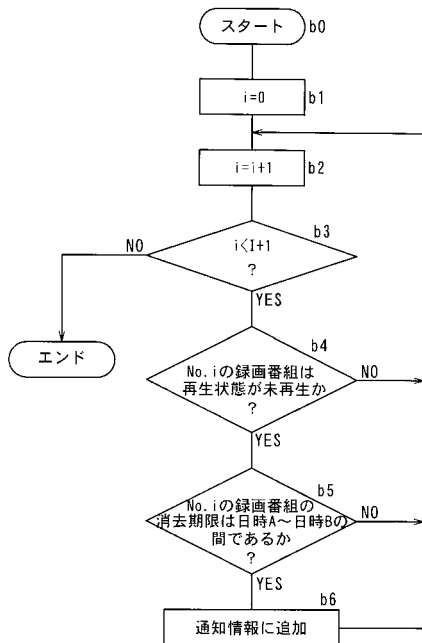 スタート
b0
i=0
b1
i=i+1
b2
b3
i<I+1
?
NO
YES
エンド
b4
No.iの録画番組は
再生状態が未再生か
?
NO
YES
b5
No.iの録画番組の
消去期限は日時A～日時Bの
間であるか
?
NO
YES
b6
通知情報に追加